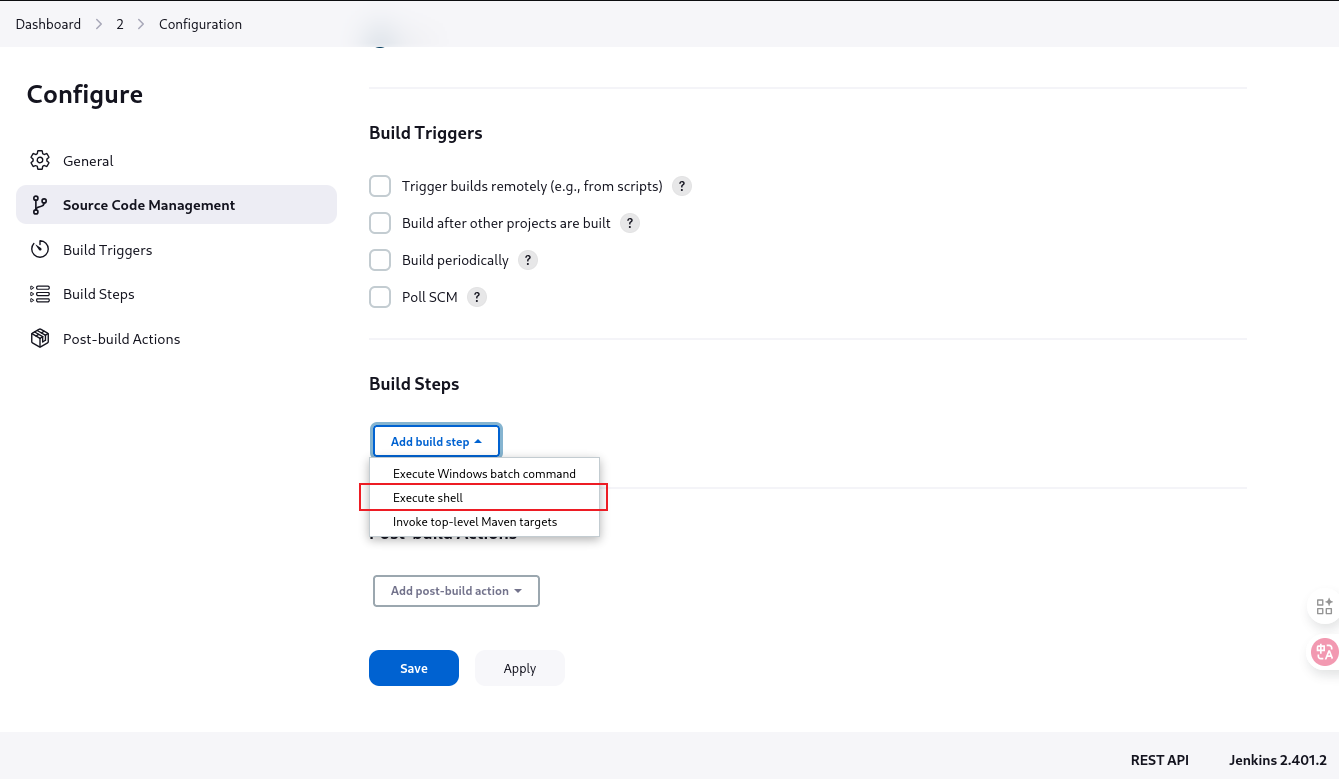 Dashboard > 2 > Configuration
Configure
General
Source Code Management
Build Triggers
Build Steps
Post-build Actions
Build Triggers
Trigger builds remotely (e.g., from scripts) ?
Build after other projects are built ?
Build periodically ?
Poll SCM ?
Build Steps
Add build step
Execute Windows batch command
Execute shell
Invoke top-level Maven targets
Post-build Actions
Add post-build action
Save
Apply
中A
REST API
Jenkins 2.401.2